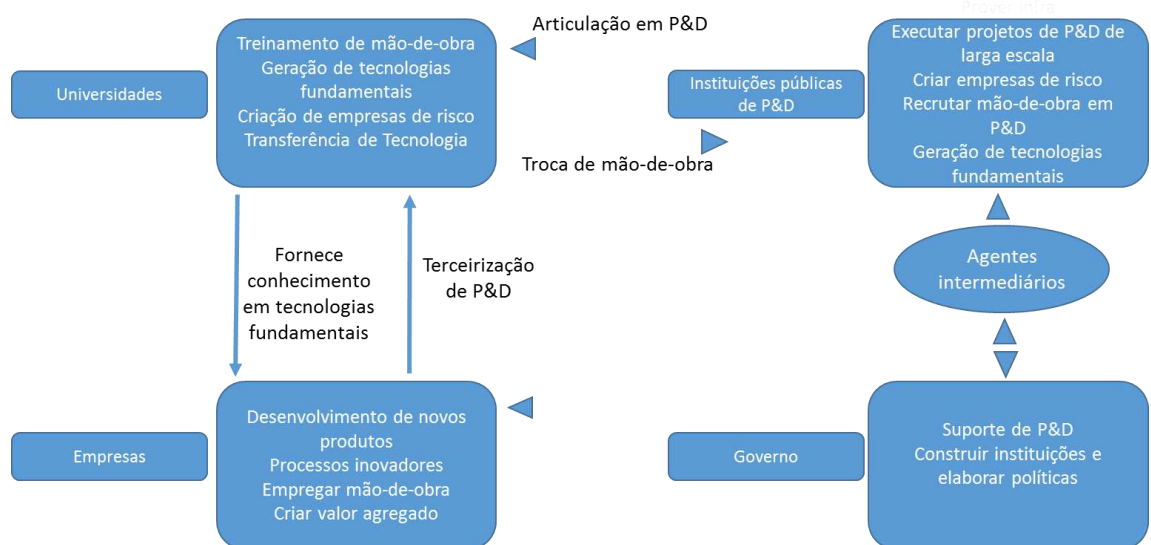 Universidades
Treinamento de mão-de-obra
Geração de tecnologias
fundamentais
Criação de empresas de risco
Transferência de Tecnologia
Articulação em P&D
Troca de mão-de-obra
Instituições públicas
de P&D
Prover infra
Executar projetos de P&D de
larga escala
Criar empresas de risco
Recrutar mão-de-obra em
P&D
Geração de tecnologias
fundamentais
Fornece
conhecimento
em tecnologias
fundamentais
Terceirização
de P&D
Agentes
intermediários
Empresas
Desenvolvimento de novos
produtos
Processos inovadores
Empregar mão-de-obra
Criar valor agregado
Governo
Suporte de P&D
Construir instituições e
elaborar políticas